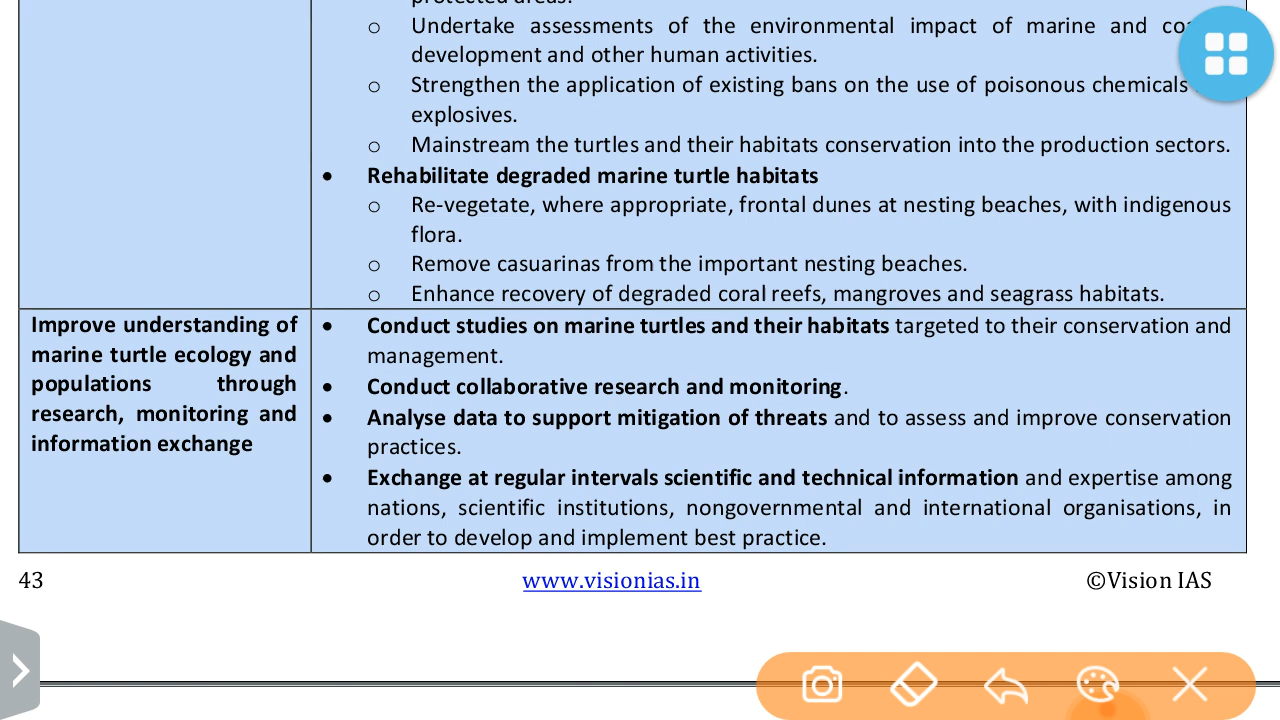 protected areas.
o Undertake assessments of the environmental impact of marine and
development and other human activities.
o Strengthen the application of existing bans on the use of poisonous chemicals
explosives.
o Mainstream the turtles and their habitats conservation into the production sectors.
• Rehabilitate degraded marine turtle habitats
o Re-vegetate, where appropriate, frontal dunes at nesting beaches, with indigenous
flora.
o Remove casuarinas from the important nesting beaches.
o Enhance recovery of degraded coral reefs, mangroves and seagrass habitats.
Improve understanding of
marine turtle ecology and
populations through
research, monitoring and
information exchange
• Conduct studies on marine turtles and their habitats targeted to their conservation and
management.
• Conduct collaborative research and monitoring.
• Analyse data to support mitigation of threats and to assess and improve conservation
practices.
• Exchange at regular intervals scientific and technical information and expertise among
nations, scientific institutions, nongovernmental and international organisations, in
order to develop and implement best practice.
43 www.visionias.in ©Vision IAS